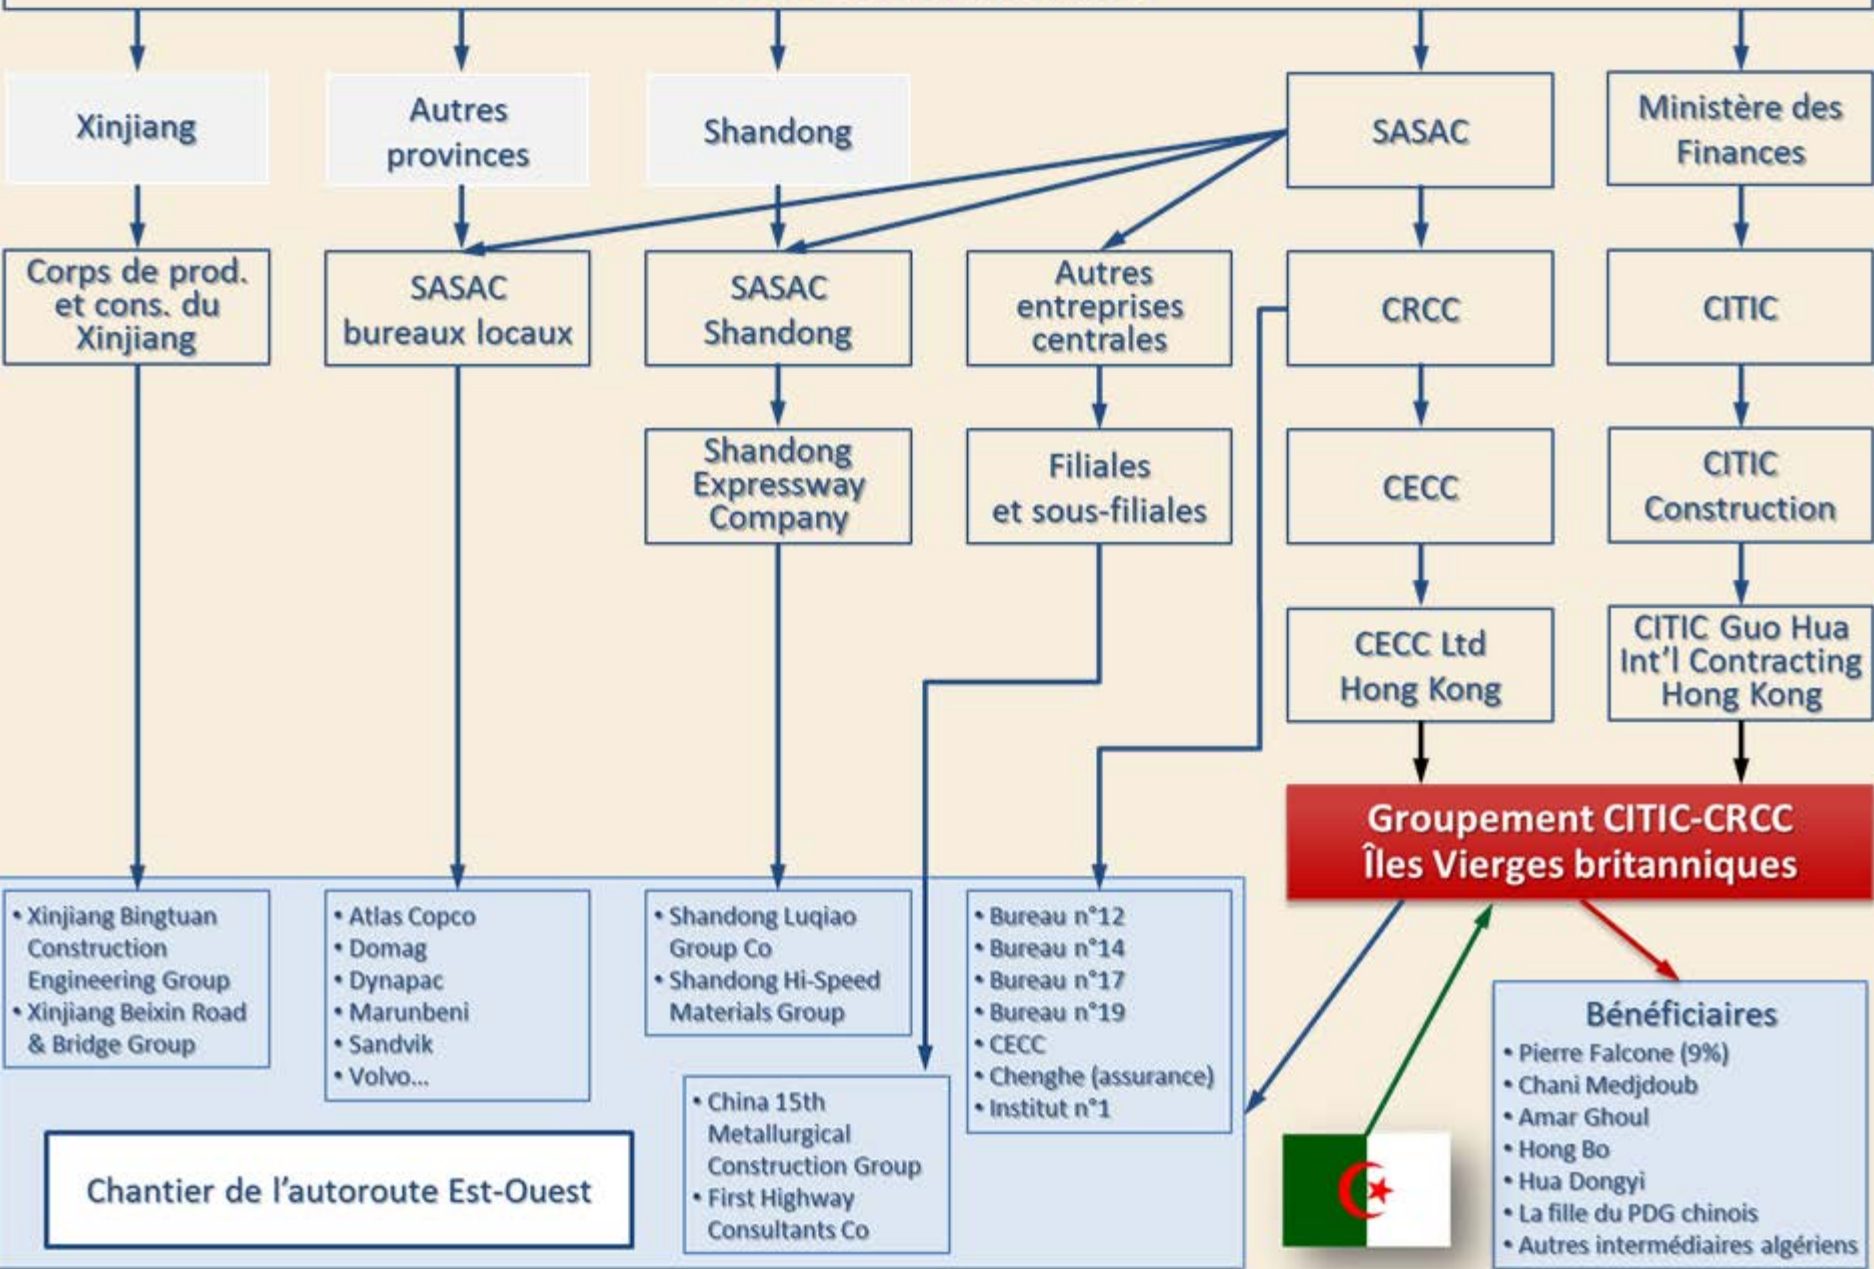 Xinjiang
Autres
provinces
Shandong
SASAC
Ministère des
Finances
Corps de prod.
et cons. du
Xinjiang
SASAC
bureaux locaux
SASAC
Shandong
Autres
entreprises
centrales
CRCC
CITIC
Shandong
Expressway
Company
Filiales
et sous-filiales
CECC
CITIC
Construction
CECC Ltd
Hong Kong
CITIC Guo Hua
Int'l Contracting
Hong Kong
Groupement CITIC-CRCC
Îles Vierges britanniques
• Xinjiang Bingtuan
Construction
Engineering Group
• Xinjiang Beixin Road
& Bridge Group
• Atlas Copco
• Domag
• Dynapac
• Marunbeni
• Sandvik
• Volvo...
• Shandong Luqiao
Group Co
• Shandong Hi-Speed
Materials Group
• China 15th
Metallurgical
Construction Group
• First Highway
Consultants Co
• Bureau n°12
• Bureau n°14
• Bureau n°17
• Bureau n°19
• CECC
• Chenghe (assurance)
• Institut n°1
Chantier de l'autoroute Est-Ouest
Bénéficiaires
• Pierre Falcone (9%)
• Chani Medjdoub
• Amar Ghoul
• Hong Bo
• Hua Dongyi
• La fille du PDG chinois
• Autres intermédiaires algériens